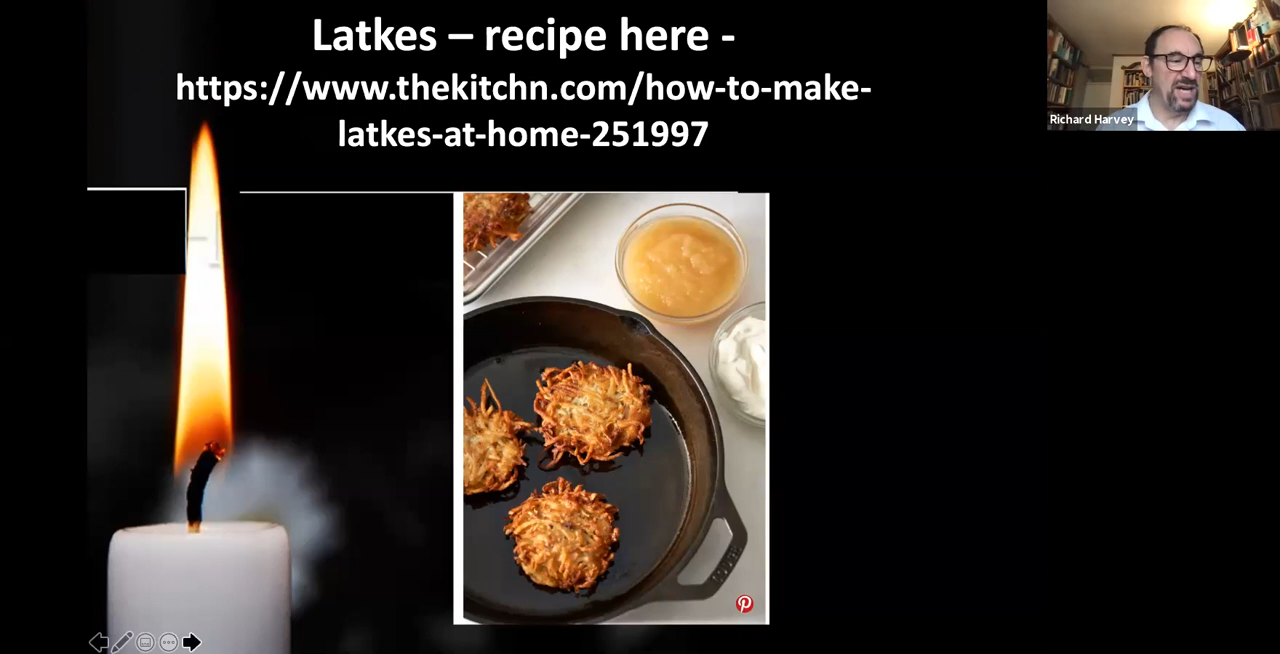 Latkes – recipe here -
https://www.thekitchn.com/how-to-make-
latkes-at-home-251997
Richard Harvey